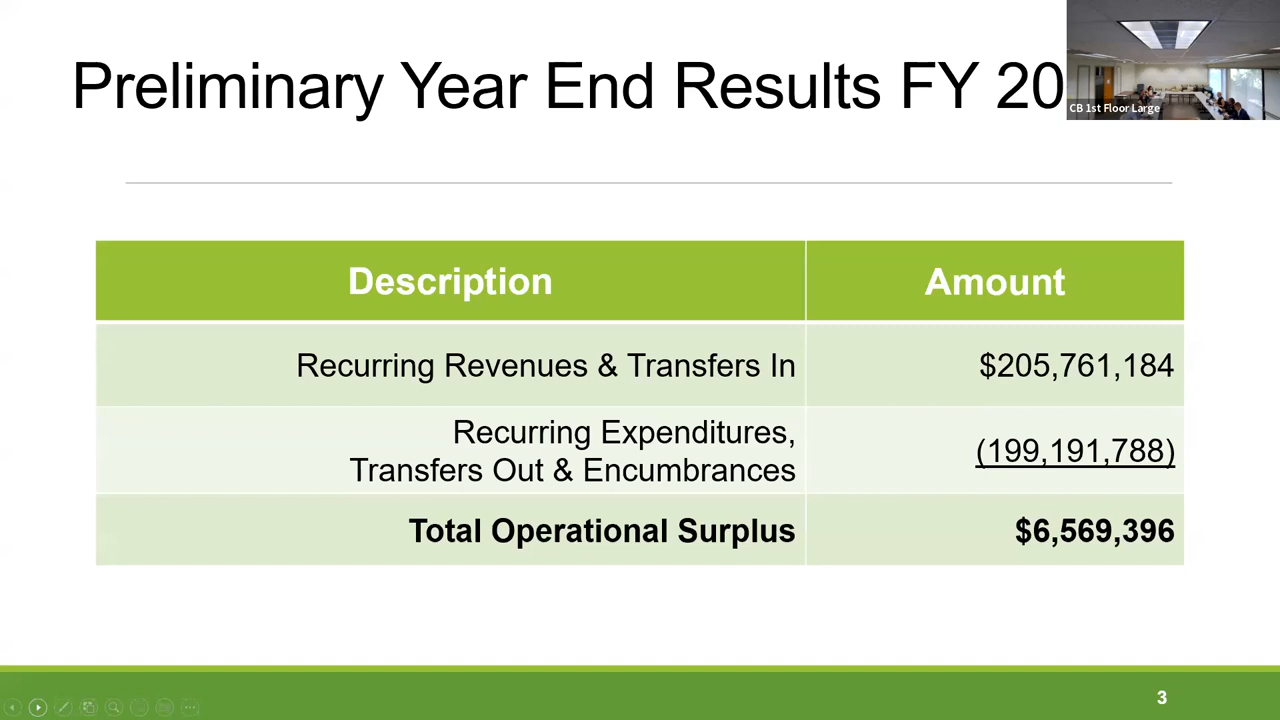 Preliminary Year End Results FY 20
CB 1st Floor Large
Description
Amount
Recurring Revenues & Transfers In
$205,761,184
Recurring Expenditures,
Transfers Out & Encumbrances
(199,191,788)
Total Operational Surplus
$6,569,396
3